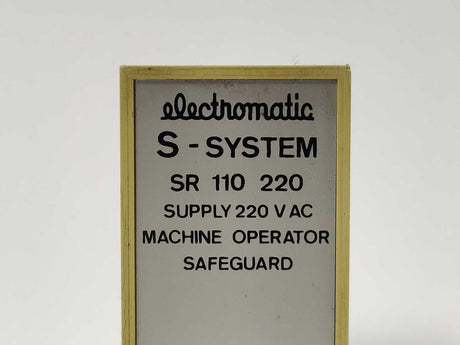 electromatic
S - SYSTEM
SR 110 220
SUPPLY 220 V AC
MACHINE OPERATOR
SAFEGUARD